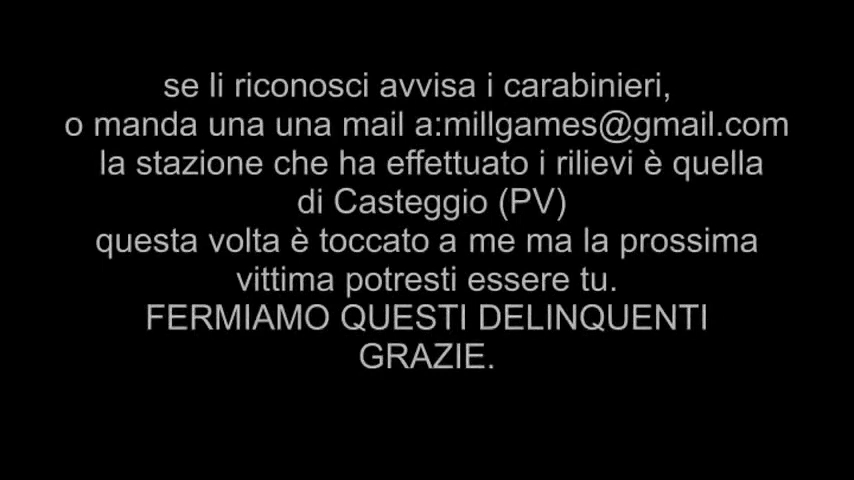 se li riconosci avvisa i carabinieri,
o manda una una mail a:millgames@gmail.com
la stazione che ha effettuato i rilievi è quella
di Casteggio (PV)
questa volta è toccato a me ma la prossima
vittima potresti essere tu.
FERMIAMO QUESTI DELINQUENTI
GRAZIE.